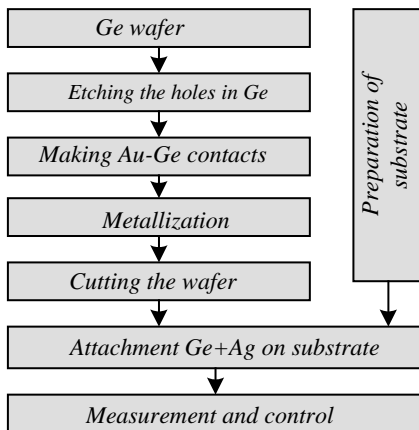 Ge wafer
Etching the holes in Ge
Making Au-Ge contacts
Metallization
Cutting the wafer
Preparation of
substrate
Attachment Ge+Ag on substrate
Measurement and control